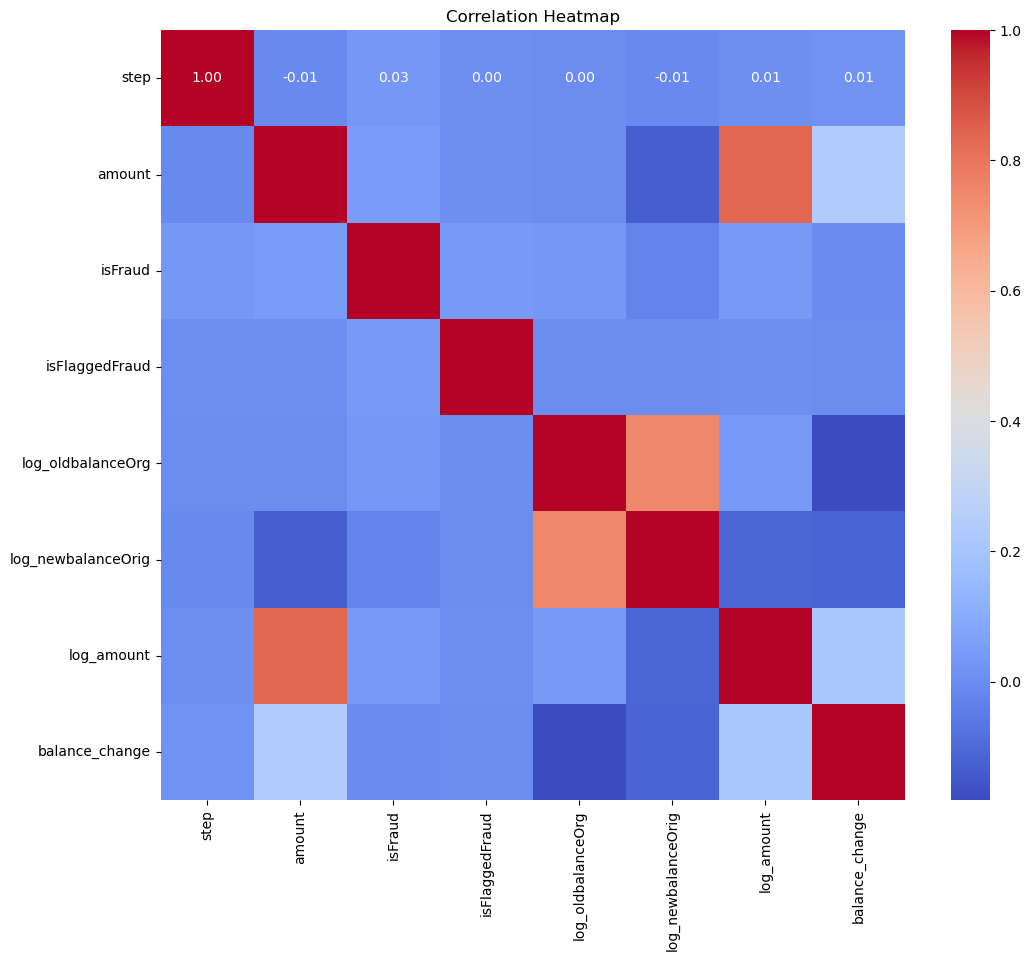 Correlation Heatmap
step 1.00 -0.01 0.03 0.00 0.00 -0.01 0.01 0.01
amount
isFraud
isFlaggedFraud
log_oldbalanceOrg
log_newbalanceOrig
log_amount
balance_change
step
amount
isFraud
isFlaggedFraud
log_oldbalanceOrg
log_newbalanceOrig
log_amount
balance_change
1.0
0.8
0.6
0.4
0.2
0.0